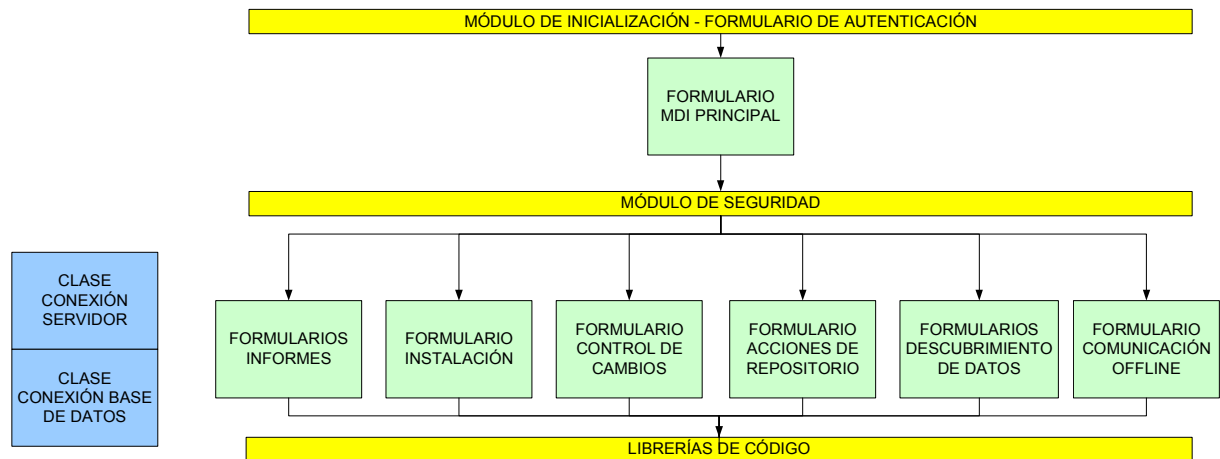 MÓDULO DE INICIALIZACIÓN - FORMULARIO DE AUTENTICACIÓN
FORMULARIO
MDI PRINCIPAL
MÓDULO DE SEGURIDAD
CLASE
CONEXIÓN
SERVIDOR
CLASE
CONEXIÓN BASE
DE DATOS
FORMULARIOS
INFORMES
FORMULARIO
INSTALACIÓN
FORMULARIO
CONTROL DE
CAMBIOS
FORMULARIO
ACCIONES DE
REPOSITORIO
FORMULARIOS
DESCUBRIMIENTO
DE DATOS
FORMULARIO
COMUNICACIÓN
OFFLINE
LIBRERÍAS DE CÓDIGO